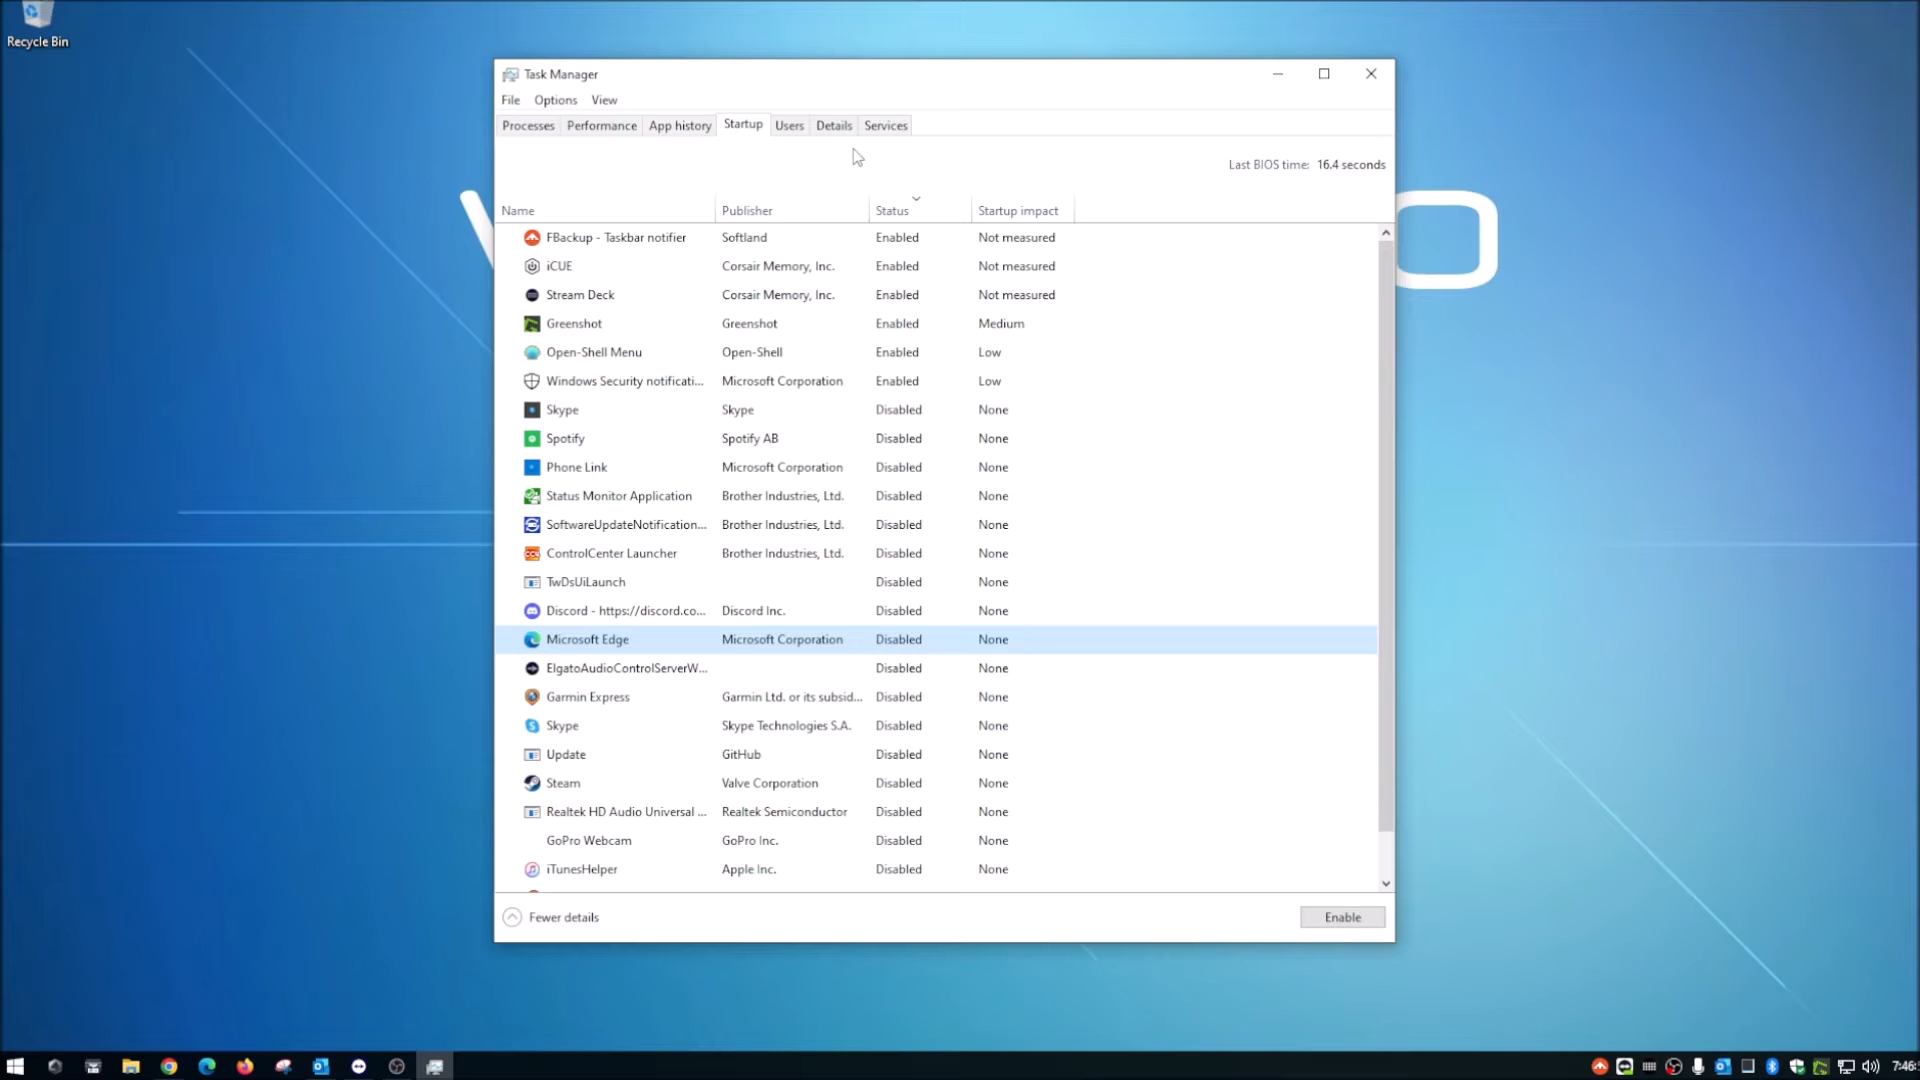 Recycle Bin
Task Manager
File Options View
Processes Performance App history Startup Users Details Services
Last BIOS time: 16.4 seconds
Name Publisher Status Startup impact
FBackup - Taskbar notifier Softland Enabled Not measured
iCUE Corsair Memory, Inc. Enabled Not measured
Stream Deck Corsair Memory, Inc. Enabled Not measured
Greenshot Greenshot Enabled Medium
Open-Shell Menu Open-Shell Enabled Low
Windows Security notificati... Microsoft Corporation Enabled Low
Skype Skype Disabled None
Spotify Spotify AB Disabled None
Phone Link Microsoft Corporation Disabled None
Status Monitor Application Brother Industries, Ltd. Disabled None
SoftwareUpdateNotification... Brother Industries, Ltd. Disabled None
ControlCenter Launcher Brother Industries, Ltd. Disabled None
TwDsUiLaunch Disabled None
Discord - https://discord.co... Discord Inc. Disabled None
Microsoft Edge Microsoft Corporation Disabled None
ElgatoAudioControlServerW... Disabled None
Garmin Express Garmin Ltd. or its subsid... Disabled None
Skype Skype Technologies S.A. Disabled None
Update GitHub Disabled None
Steam Valve Corporation Disabled None
Realtek HD Audio Universal ... Realtek Semiconductor Disabled None
GoPro Webcam GoPro Inc. Disabled None
iTunesHelper Apple Inc. Disabled None
Fewer details Enable
7:46: